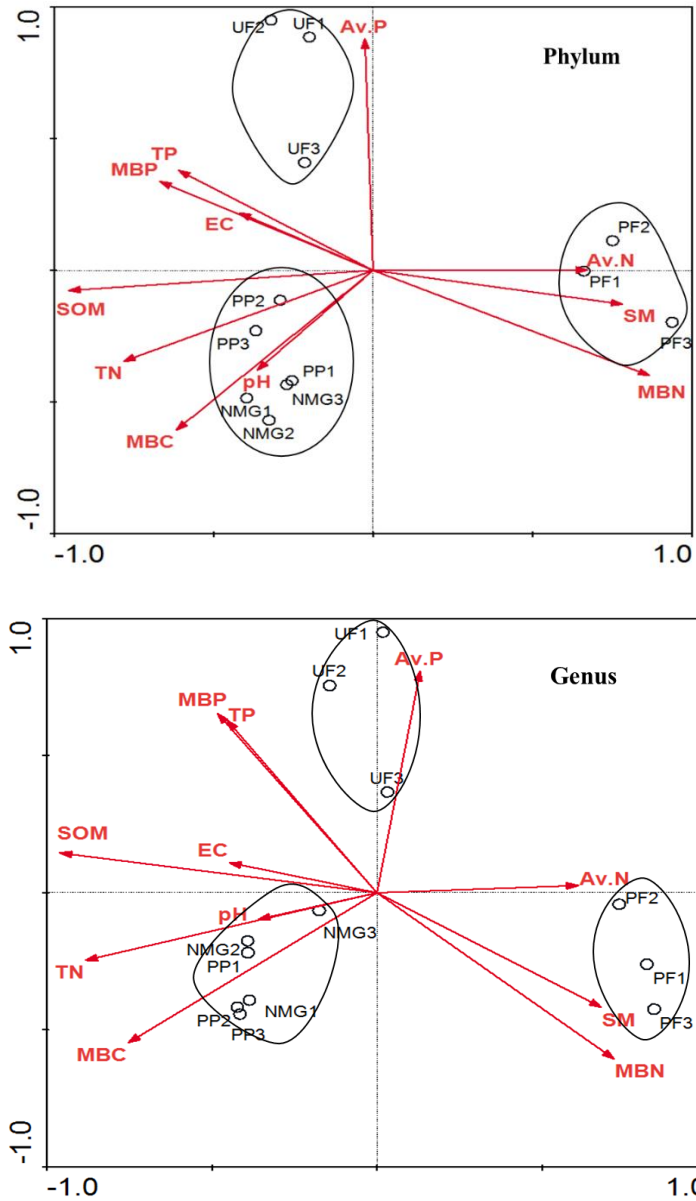 1.0
UF2
UF1
Av.P
Phylum
UF3
TP
MBP
EC
PF2
Av.N
PF1
SOM
PP2
SM
PP3
PF3
TN
pH
PP1
MBN
NMG3
NMG1
MBC
NMG2
-1.0
-1.0
1.0
1.0
UF1
Av.P
UF2
Genus
MBP
TP
UF3
SOM
EC
Av.N
PF2
pH
NMG3
NMG2
PP1
TN
PF1
NMG1
PP2
PP3
SM
PF3
MBC
MBN
-1.0
-1.0
1.0